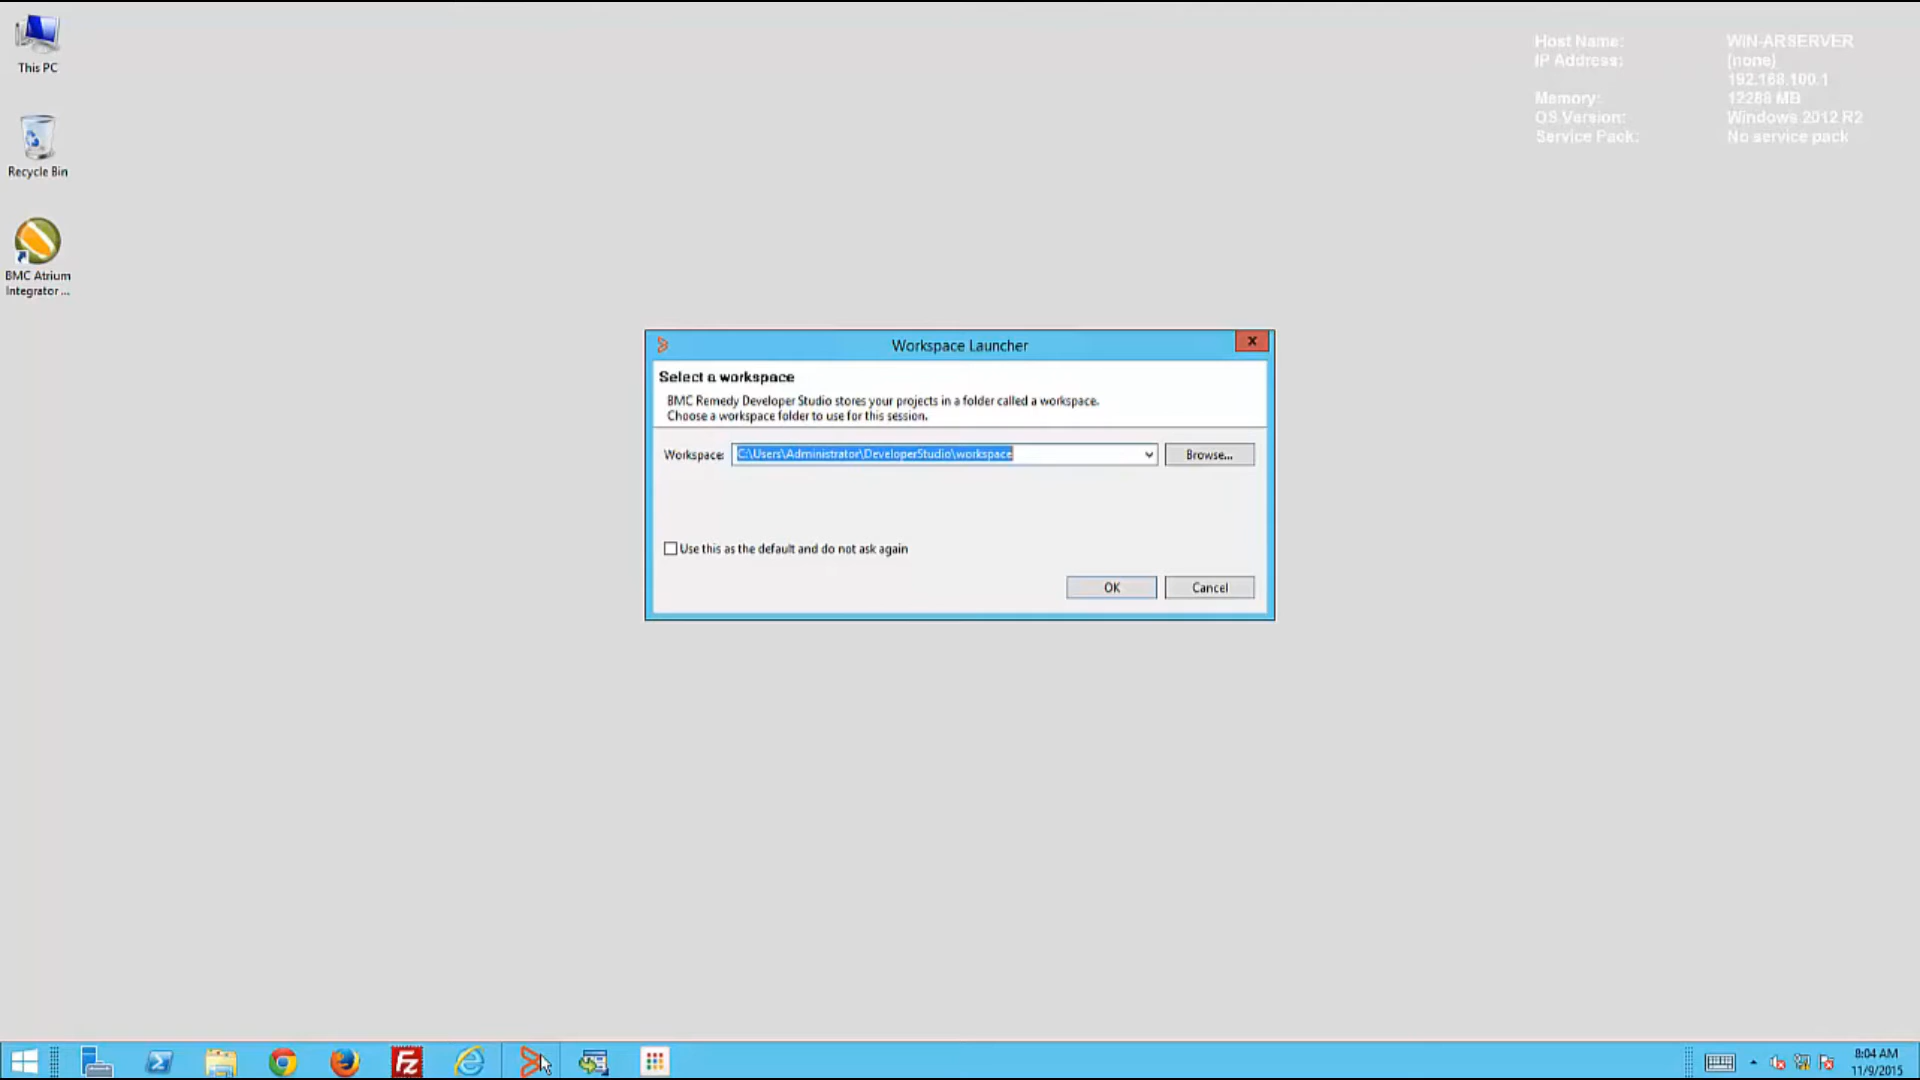 This PC
Recycle Bin
BMC Atrium
Integrator ...
Host Name: WIN-ARSERVER
IP Address: (none)
192.168.100.1
Memory: 12288 MB
OS Version: Windows 2012 R2
Service Pack: No service pack
Workspace Launcher
Select a workspace
BMC Remedy Developer Studio stores your projects in a folder called a workspace.
Choose a workspace folder to use for this session.
Workspace: C:\Users\Administrator\DeveloperStudio\workspace Browse...
Use this as the default and do not ask again
OK Cancel
Fz
8:04 AM
11/9/2015